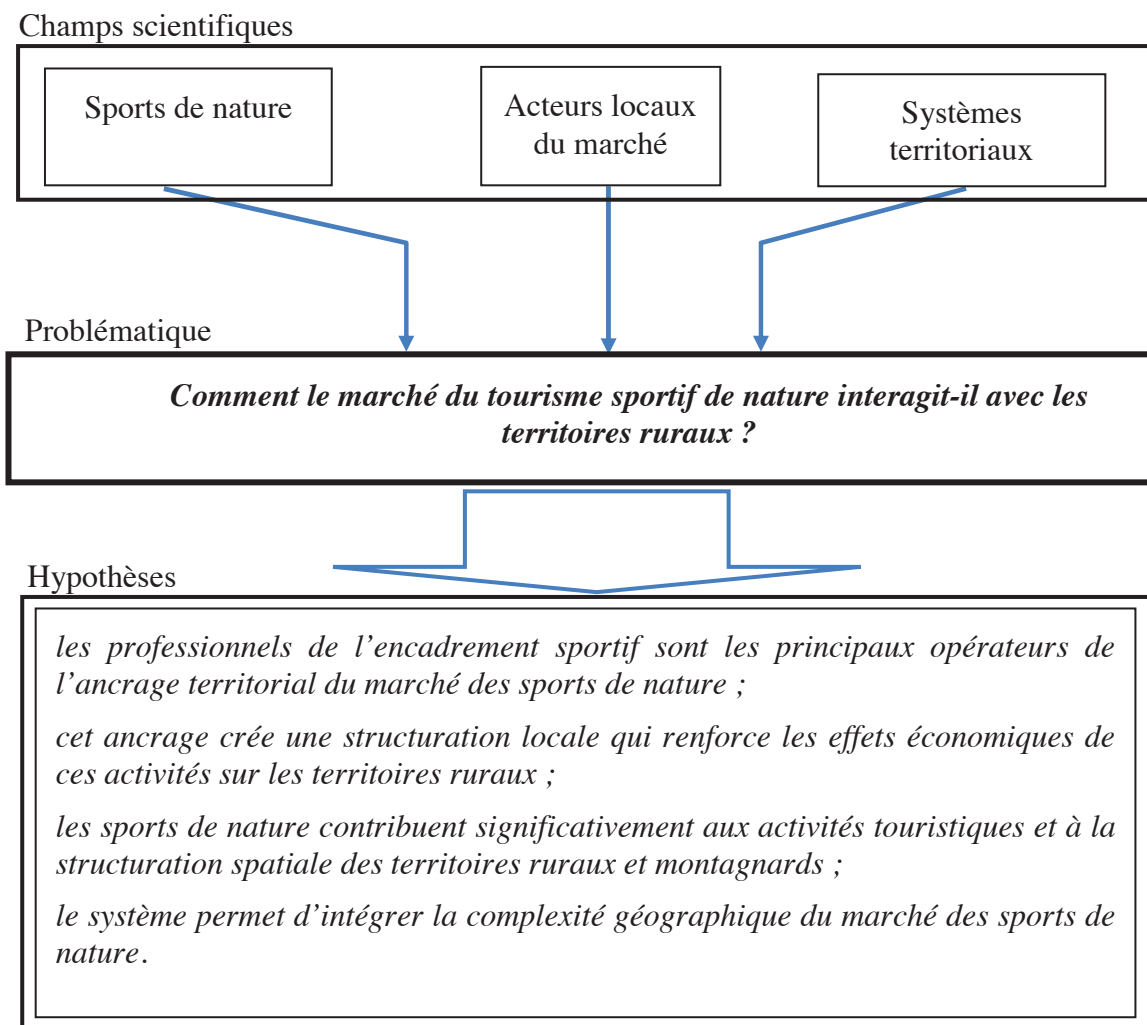 Champs scientifiques
Sports de nature
Acteurs locaux
du marché
Systèmes
territoriaux
Problématique
Comment le marché du tourisme sportif de nature interagit-il avec les
territoires ruraux ?
Hypothèses
les professionnels de l’encadrement sportif sont les principaux opérateurs de
l’ancrage territorial du marché des sports de nature ;
cet ancrage crée une structuration locale qui renforce les effets économiques de
ces activités sur les territoires ruraux ;
les sports de nature contribuent significativement aux activités touristiques et à la
structuration spatiale des territoires ruraux et montagnards ;
le système permet d’intégrer la complexité géographique du marché des sports de
nature.